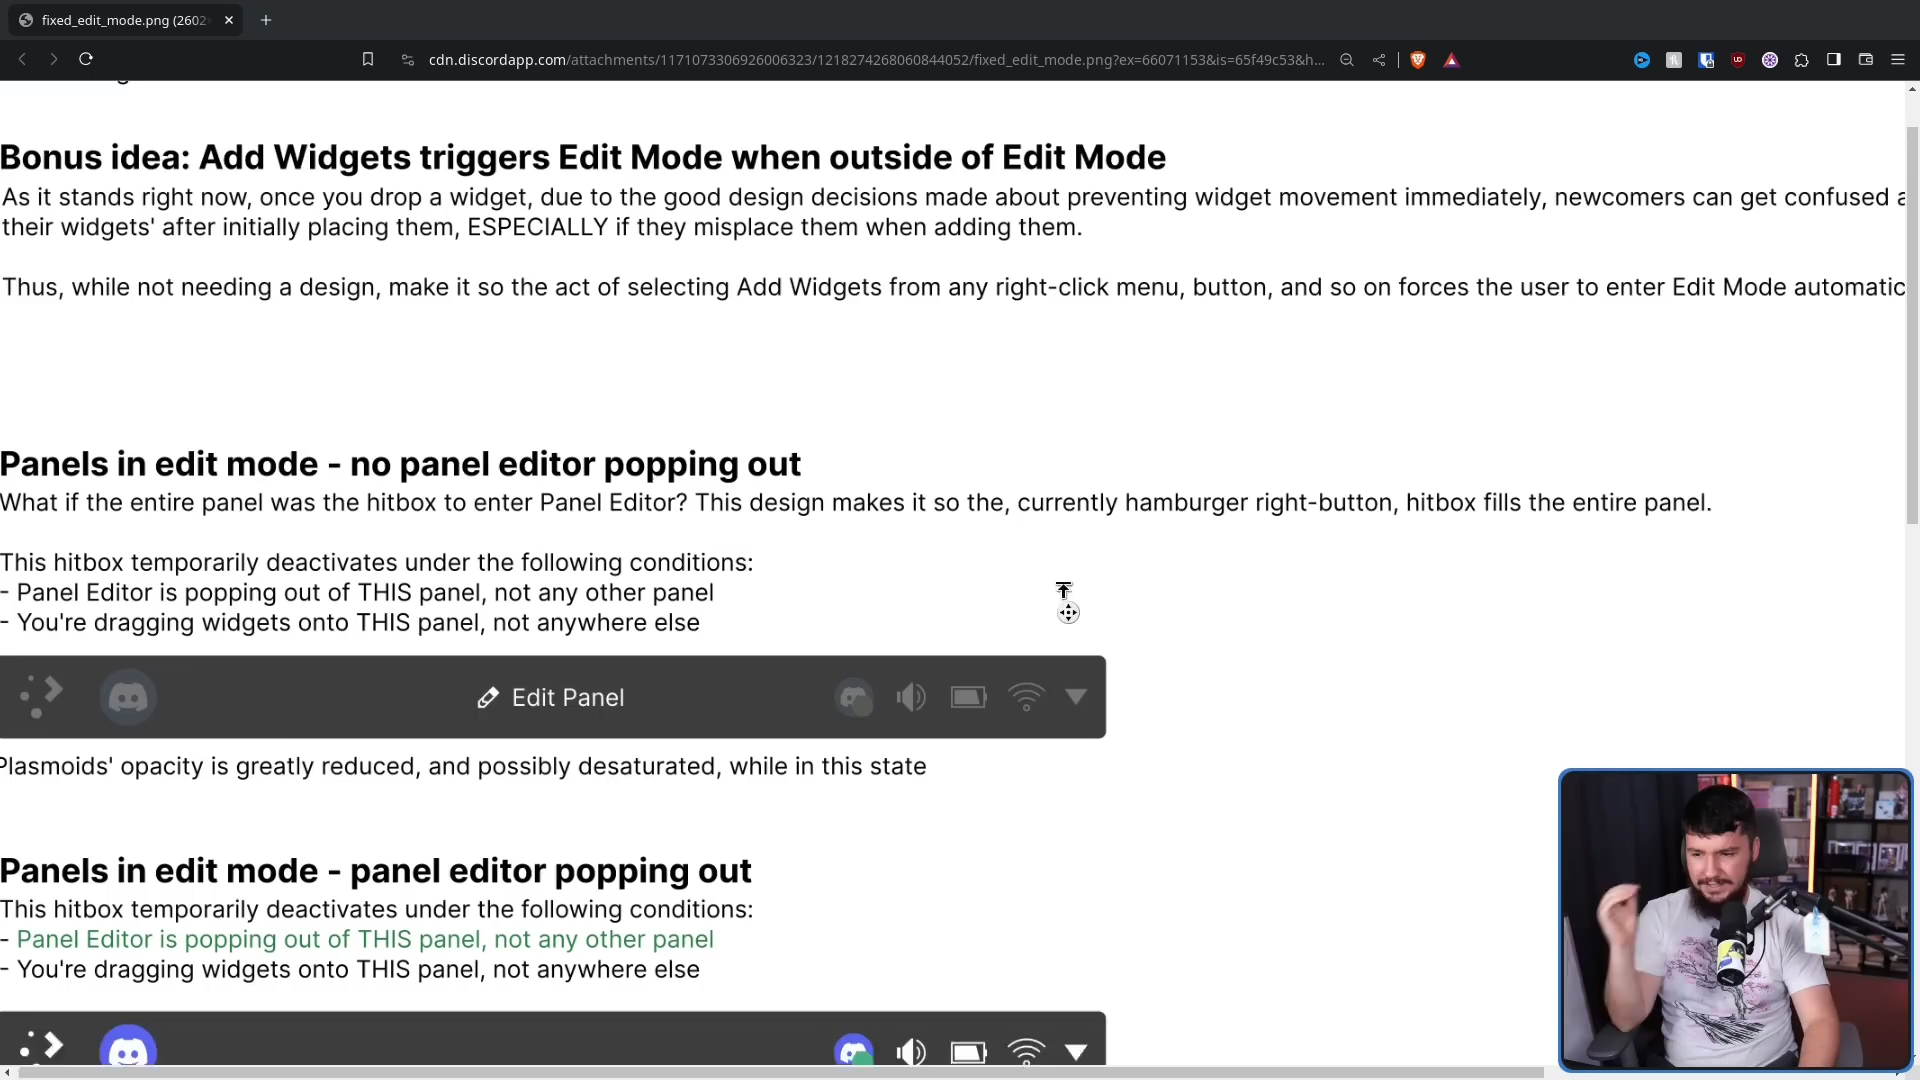 fixed_edit_mode.png (2602
cdn.discordapp.com/attachments/1171073306926006323/1218274268060844052/fixed_edit_mode.png?ex=66071153&is=65f49c53&h...
Bonus idea: Add Widgets triggers Edit Mode when outside of Edit Mode
As it stands right now, once you drop a widget, due to the good design decisions made about preventing widget movement immediately, newcomers can get confused a
their widgets' after initially placing them, ESPECIALLY if they misplace them when adding them.
Thus, while not needing a design, make it so the act of selecting Add Widgets from any right-click menu, button, and so on forces the user to enter Edit Mode automatic
Panels in edit mode - no panel editor popping out
What if the entire panel was the hitbox to enter Panel Editor? This design makes it so the, currently hamburger right-button, hitbox fills the entire panel.
This hitbox temporarily deactivates under the following conditions:
- Panel Editor is popping out of THIS panel, not any other panel
- You're dragging widgets onto THIS panel, not anywhere else
Edit Panel
Plasmoids' opacity is greatly reduced, and possibly desaturated, while in this state
Panels in edit mode - panel editor popping out
This hitbox temporarily deactivates under the following conditions:
- Panel Editor is popping out of THIS panel, not any other panel
- You're dragging widgets onto THIS panel, not anywhere else